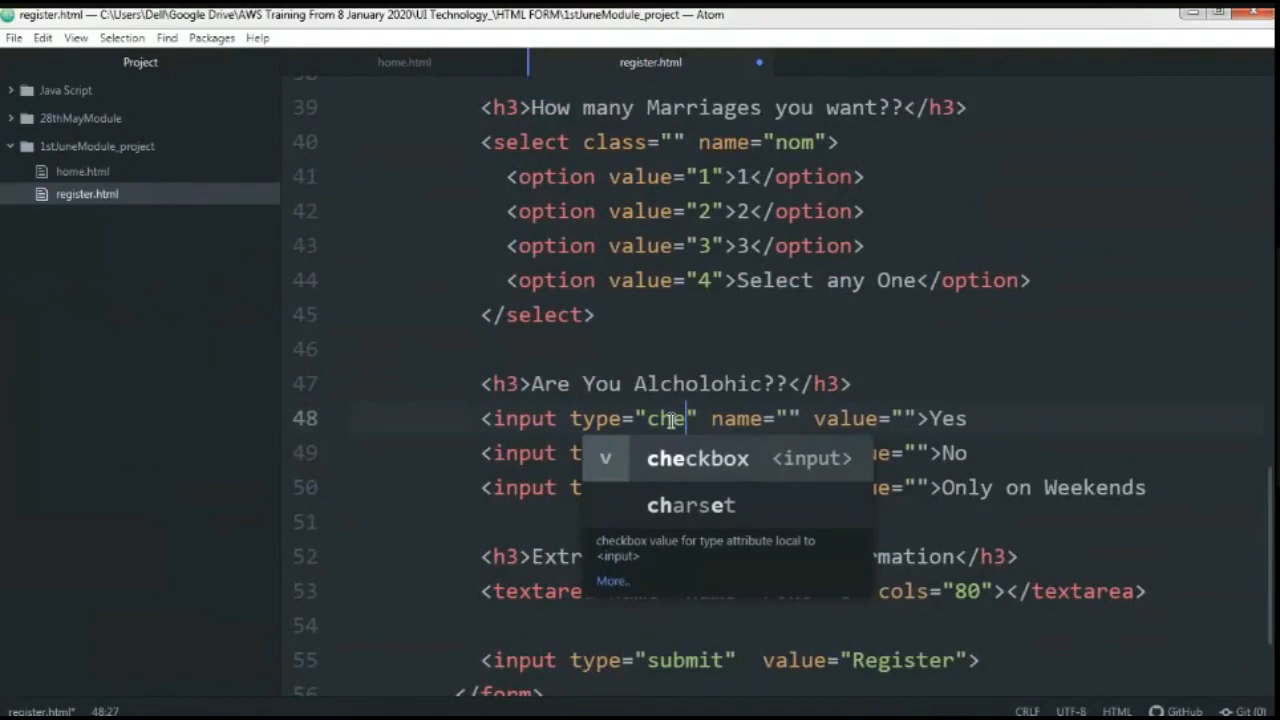 register.html — C:\Users\Dell\Google Drive\AWS Training From 8 January 2020\UI Technology_\HTML FORM\1stJuneModule_project — Atom
File Edit View Selection Find Packages Help
Project
home.html
register.html
Java Script
28thMayModule
1stJuneModule_project
home.html
register.html
39 <h3>How many Marriages you want??</h3>
40 <select class="" name="nom">
41 <option value="1">1</option>
42 <option value="2">2</option>
43 <option value="3">3</option>
44 <option value="4">Select any One</option>
45 </select>
46
47 <h3>Are You Alcholohic??</h3>
48 <input type="che" name="" value="">Yes
49 <input t ue="">No
50 <input t ue="">Only on Weekends
51
52 <h3>Extr mation</h3>
53 <textarea cols="80"></textarea>
54
55 <input type="submit" value="Register">
56 </form>
v checkbox <input>
charset
checkbox value for type attribute local to
<input>
More..
register.html* 48:27 CRLF UTF-8 HTML GitHub Git (0)